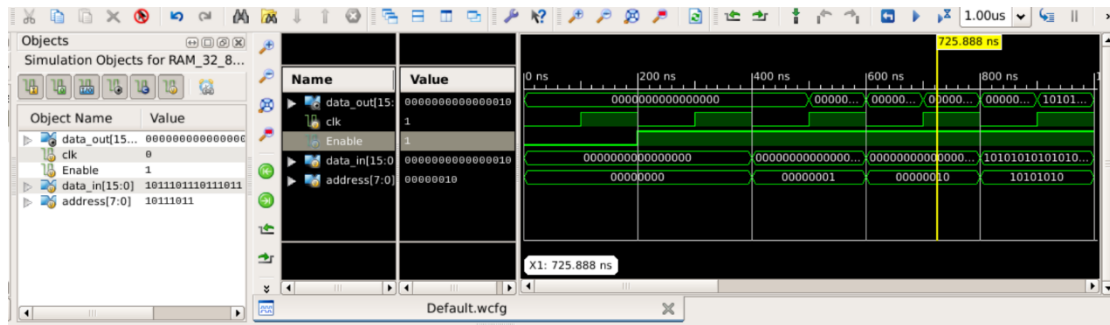 1.00us
Objects
Simulation Objects for RAM_32_8...
Object Name Value
data_out[15... 000000000000000
clk 0
Enable 1
data_in[15:0] 1011101110111011
address[7:0] 10111011
Name Value
data_out[15: 0000000000000010
clk 1
Enable 1
data_in[15:0 0000000000000010
address[7:0] 00000010
725.888 ns
0 ns 200 ns 400 ns 600 ns 800 ns 1
0000000000000000 00000... 00000... 00000... 00000... 10101...
0000000000000000 00000000000000... 00000000000000... 10101010101010...
00000000 00000001 00000010 10101010
X1: 725.888 ns
Default.wcfg